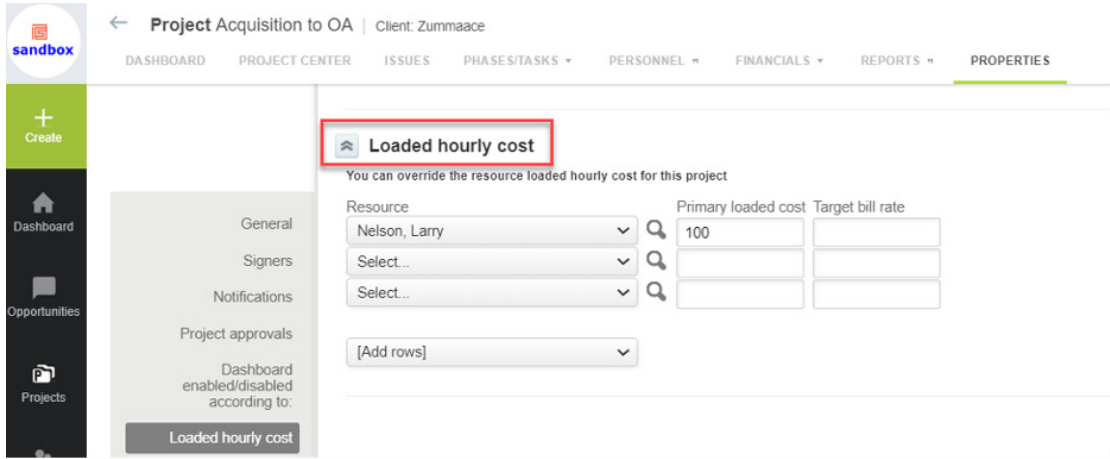 sandbox
← Project Acquisition to OA | Client: Zummaace
DASHBOARD PROJECT CENTER ISSUES PHASES/TASKS PERSONNEL FINANCIALS REPORTS PROPERTIES
Create
Dashboard
Opportunities
Projects
General
Signers
Notifications
Project approvals
Dashboard
enabled/disabled
according to:
Loaded hourly cost
Loaded hourly cost
You can override the resource loaded hourly cost for this project
Resource Primary loaded cost Target bill rate
Nelson, Larry 100
Select...
Select...
[Add rows]